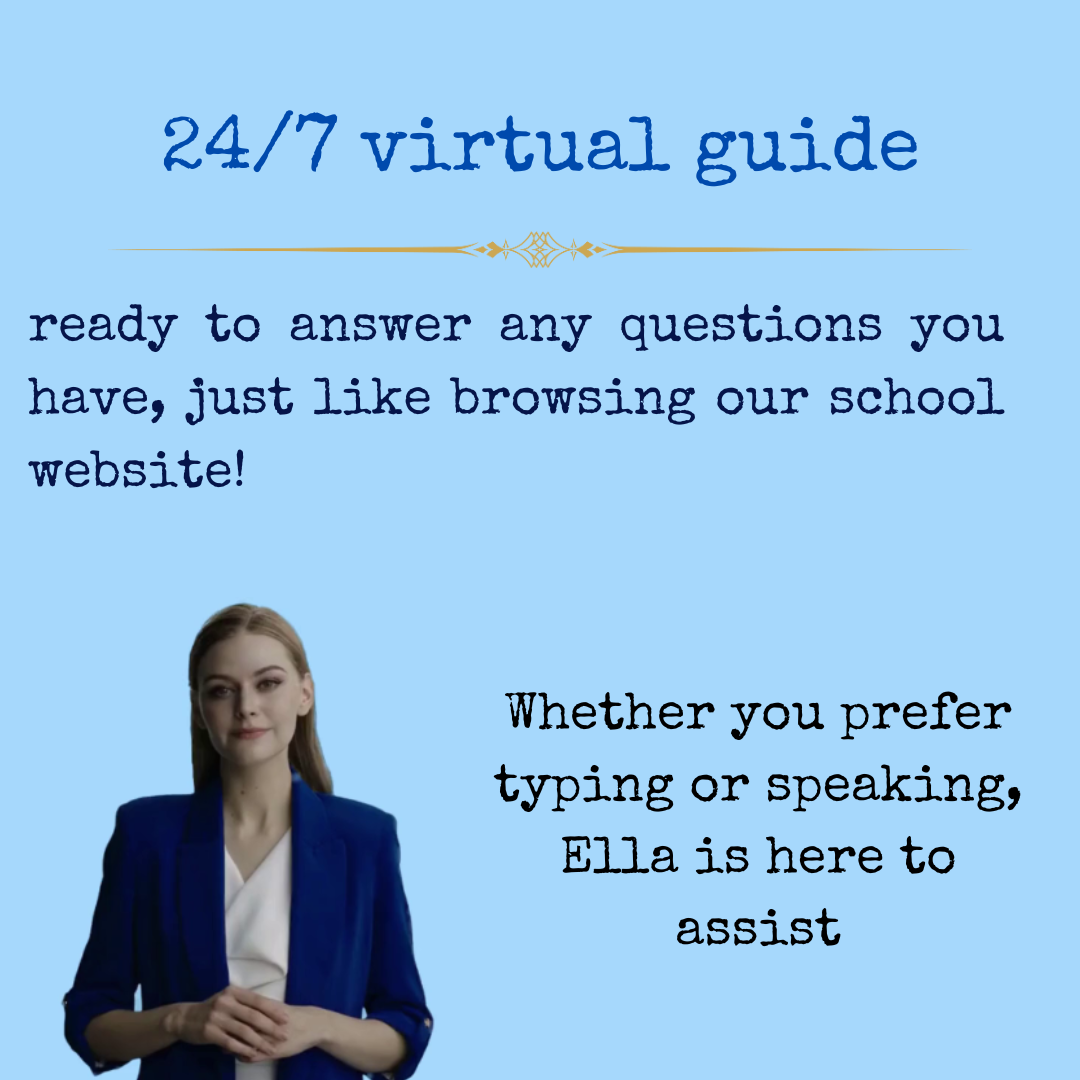 24/7 virtual guide
ready to answer any questions you
have, just like browsing our school
website!
Whether you prefer
typing or speaking,
Ella is here to
assist